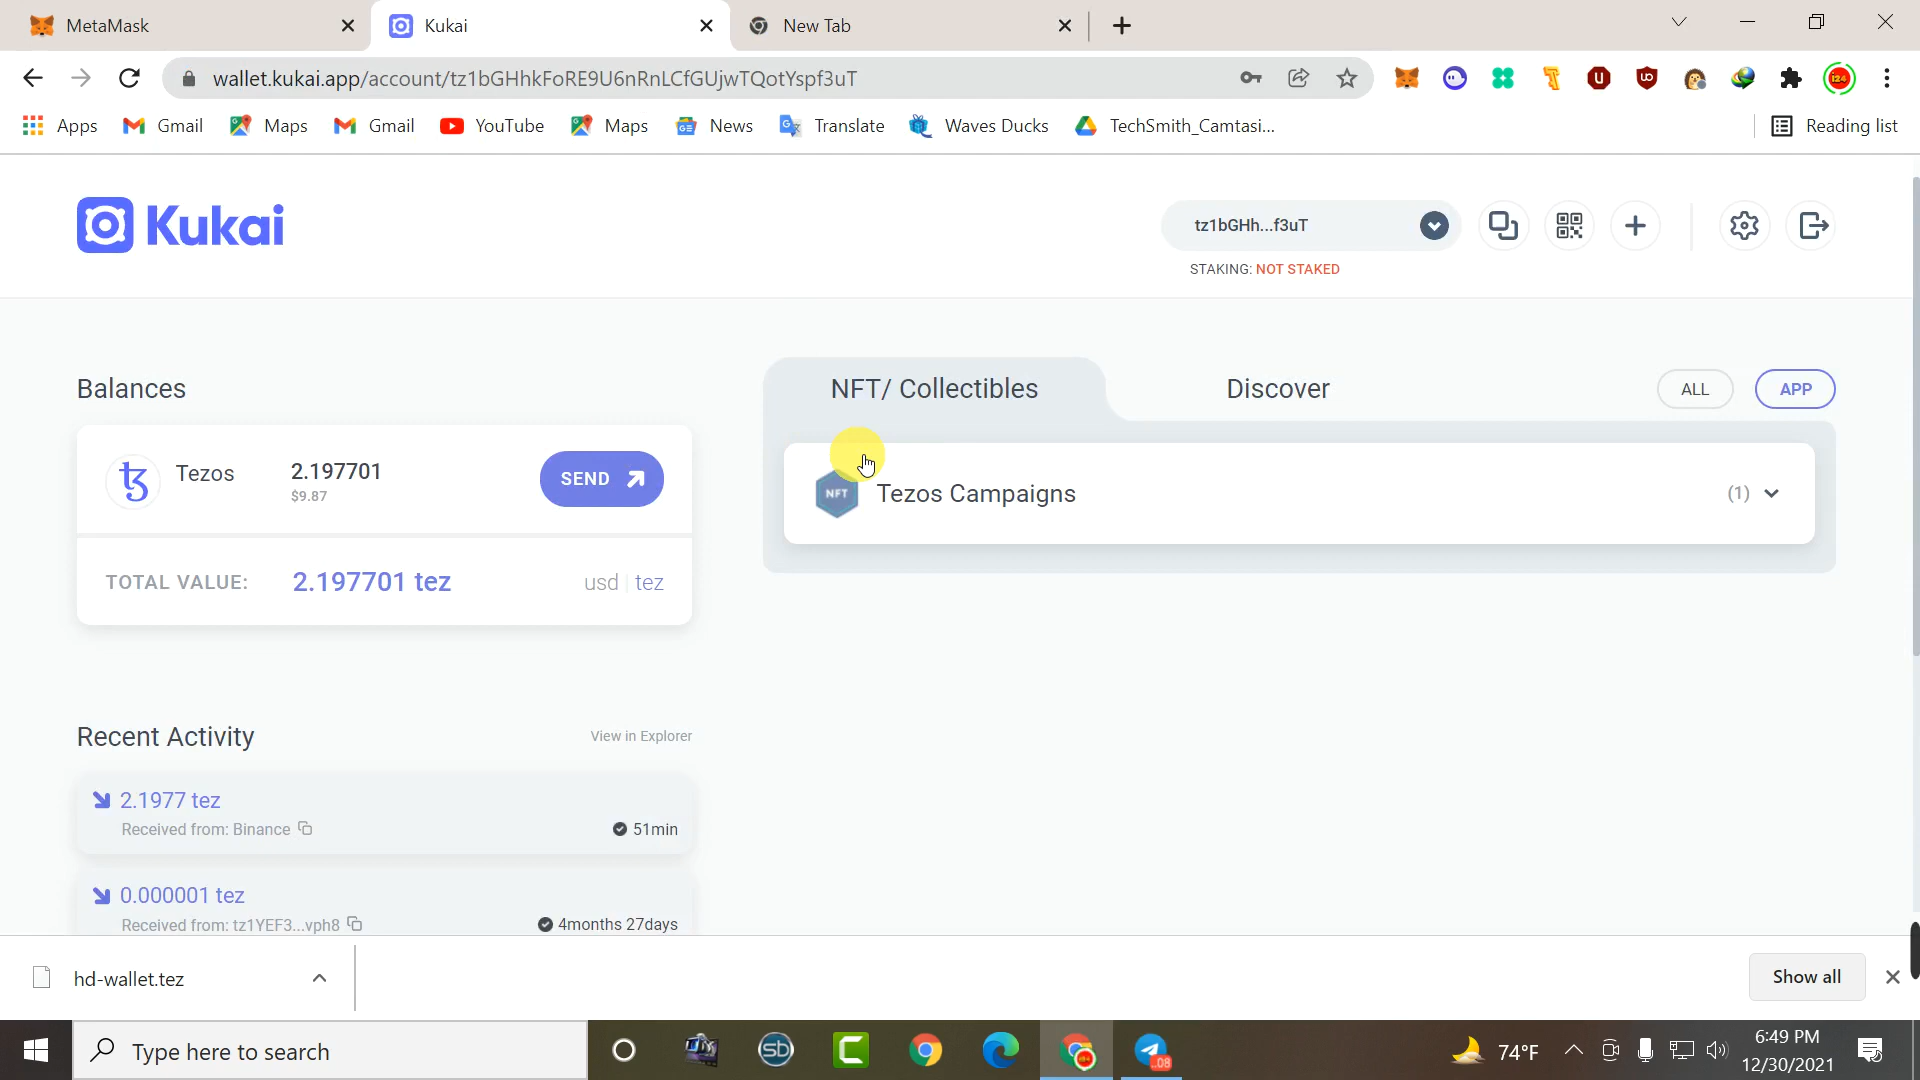 MetaMask
Kukai
New Tab
wallet.kukai.app/account/tz1bGHhkFoRE9U6nRnLCfGUjwTQotYspf3uT
Apps
Gmail
Maps
Gmail
YouTube
Maps
News
Translate
Waves Ducks
TechSmith_Camtasi...
Reading list
Kukai
tz1bGHh...f3uT
STAKING: NOT STAKED
Balances
NFT/ Collectibles
Discover
ALL
APP
Tezos
2.197701
$9.87
SEND
NFT
Tezos Campaigns
(1)
TOTAL VALUE:
2.197701 tez
usd | tez
Recent Activity
View in Explorer
2.1977 tez
Received from: Binance
51min
0.000001 tez
Received from: tz1YEF3...vph8
4months 27days
hd-wallet.tez
Show all
Type here to search
74°F
6:49 PM
12/30/2021